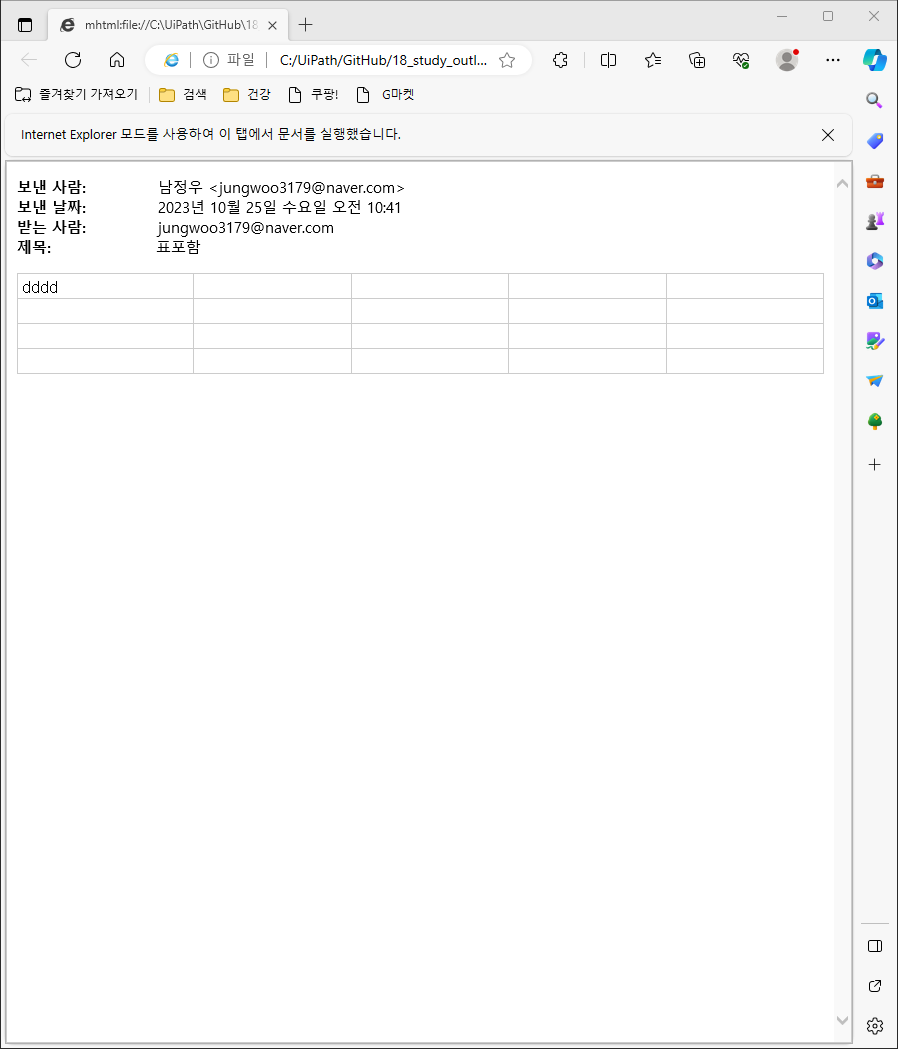 mhtml:file://C:\UiPath\GitHub\18
파일 C:/UiPath/GitHub/18_study_outl...
즐겨찾기 가져오기 검색 건강 쿠팡! G마켓
Internet Explorer 모드를 사용하여 이 탭에서 문서를 실행했습니다.
보낸 사람: 남정우 <jungwoo3179@naver.com>
보낸 날짜: 2023년 10월 25일 수요일 오전 10:41
받는 사람: jungwoo3179@naver.com
제목: 표포함
dddd